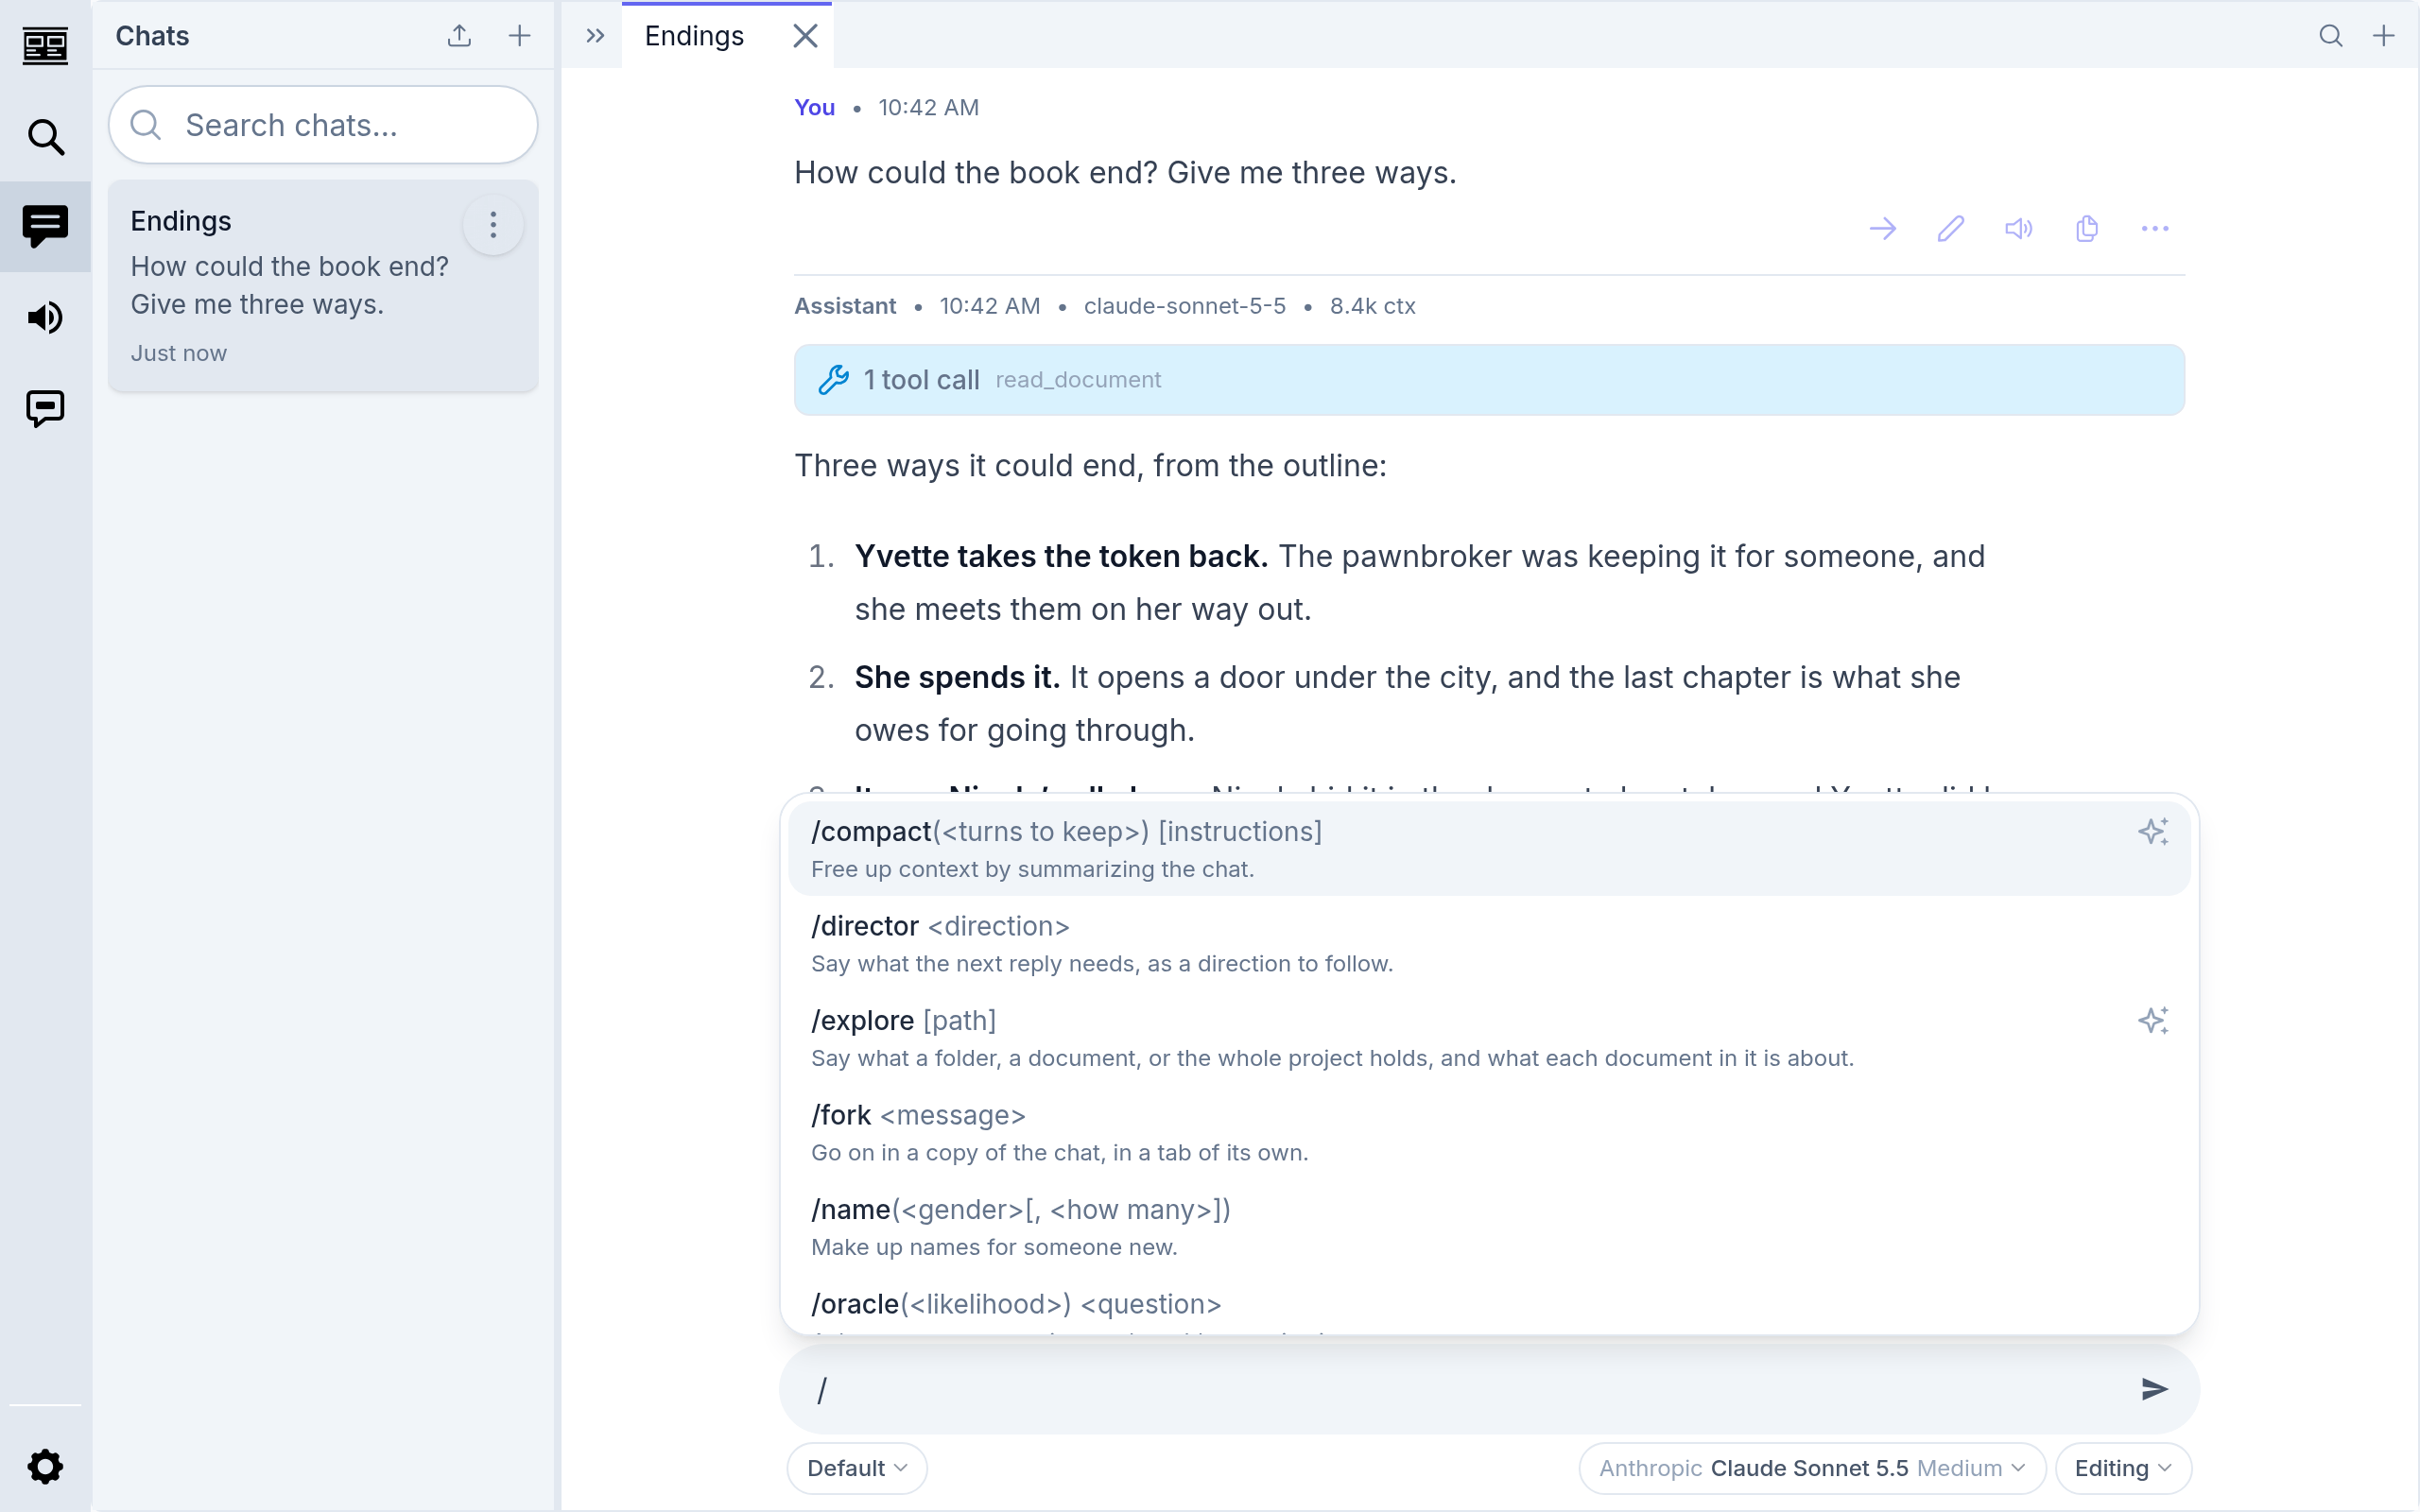 Chats
Endings
Search chats...
Endings
How could the book end?
Give me three ways.
Just now
You • 10:42 AM
How could the book end? Give me three ways.
Assistant • 10:42 AM • claude-sonnet-5-5 • 8.4k ctx
1 tool call read_document
Three ways it could end, from the outline:
1. Yvette takes the token back. The pawnbroker was keeping it for someone, and
she meets them on her way out.
2. She spends it. It opens a door under the city, and the last chapter is what she
owes for going through.
/compact(<turns to keep>) [instructions]
Free up context by summarizing the chat.
/director <direction>
Say what the next reply needs, as a direction to follow.
/explore [path]
Say what a folder, a document, or the whole project holds, and what each document in it is about.
/fork <message>
Go on in a copy of the chat, in a tab of its own.
/name(<gender>[, <how many>])
Make up names for someone new.
/oracle(<likelihood>) <question>
/
Default
Anthropic Claude Sonnet 5.5 Medium
Editing